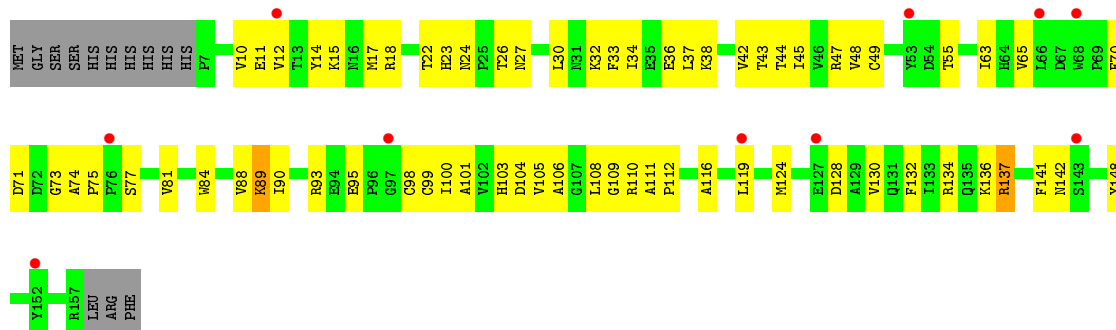 MET GLY SER SER HIS HIS HIS HIS HIS HIS P7 V10 E11 V12 T13 Y14 K15 N16 M17 R18 T22 H23 N24 P25 T26 N27 L30 N31 K32 F33 I34 E35 E36 L37 K38 V42 T43 T44 I45 V46 R47 V48 C49 Y53 D54 T55 I63 H64 V65 L66 D67 W68 P69 F70
D71 D72 G73 A74 P75 P76 S77 V81 W84 V88 K89 I90 R93 E94 E95 P96 G97 C98 C99 I100 A101 V102 H103 D104 V105 A106 G107 L108 G109 R110 A111 P112 A116 L119 M124 E127 D128 A129 V130 Q131 F132 T133 R134 Q135 K136 R137 F141 N142 S143 Y148
Y152 R157 LEU ARG PHE